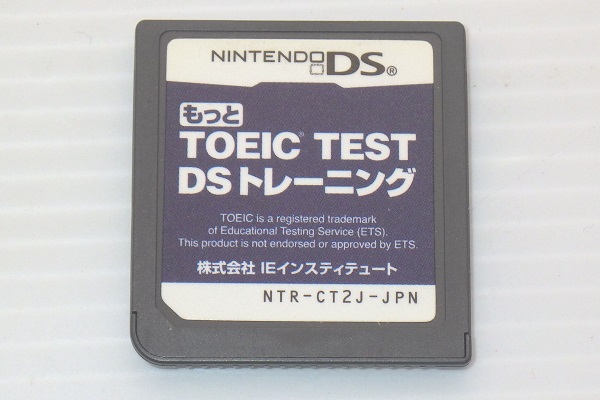 NINTENDO DS®
もっと
TOEIC® TEST
DSトレーニング
TOEIC is a registered trademark
of Educational Testing Service (ETS).
This product is not endorsed or approved by ETS.
株式会社 IEインスティテュート
NTR-CT2J-JPN